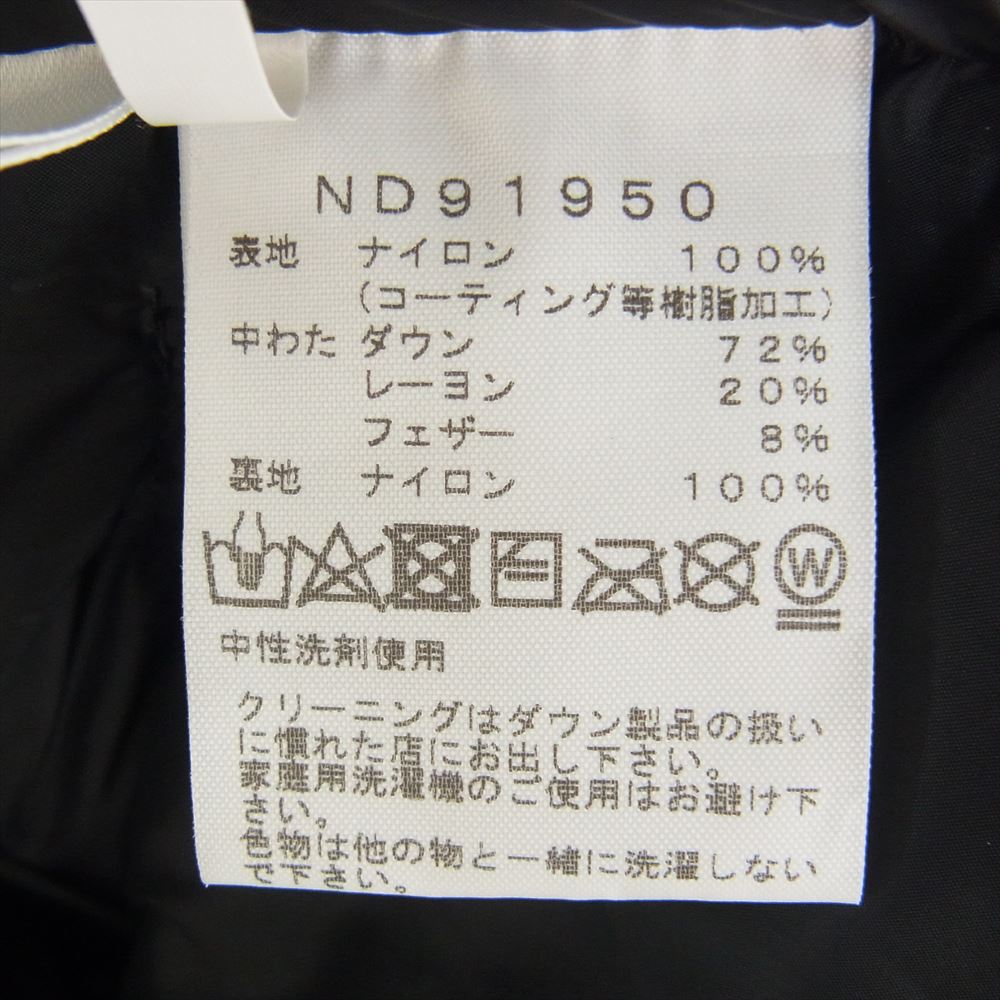 ND91950
表地 ナイロン 100%
(コーティング等樹脂加工)
中わた ダウン 72%
レーヨン 20%
フェザー 8%
裏地 ナイロン 100%
W
中性洗剤使用
クリーニングはダウン製品の扱い
に慣れた店にお出し下さい。
家庭用洗濯機のご使用はお避け下
さい。
色物は他の物と一緒に洗濯しない
で下さい。